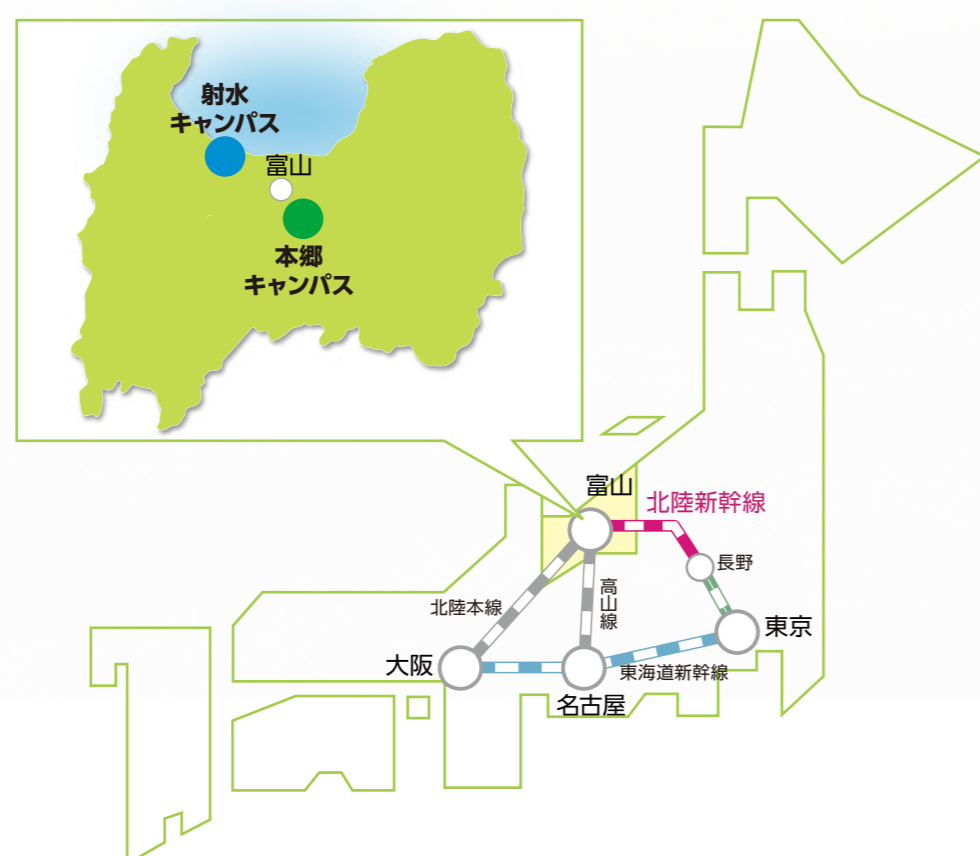 射水
キャンパス
富山
本郷
キャンパス
富山
北陸新幹線
長野
北陸本線
高山線
東京
大阪
東海道新幹線
名古屋